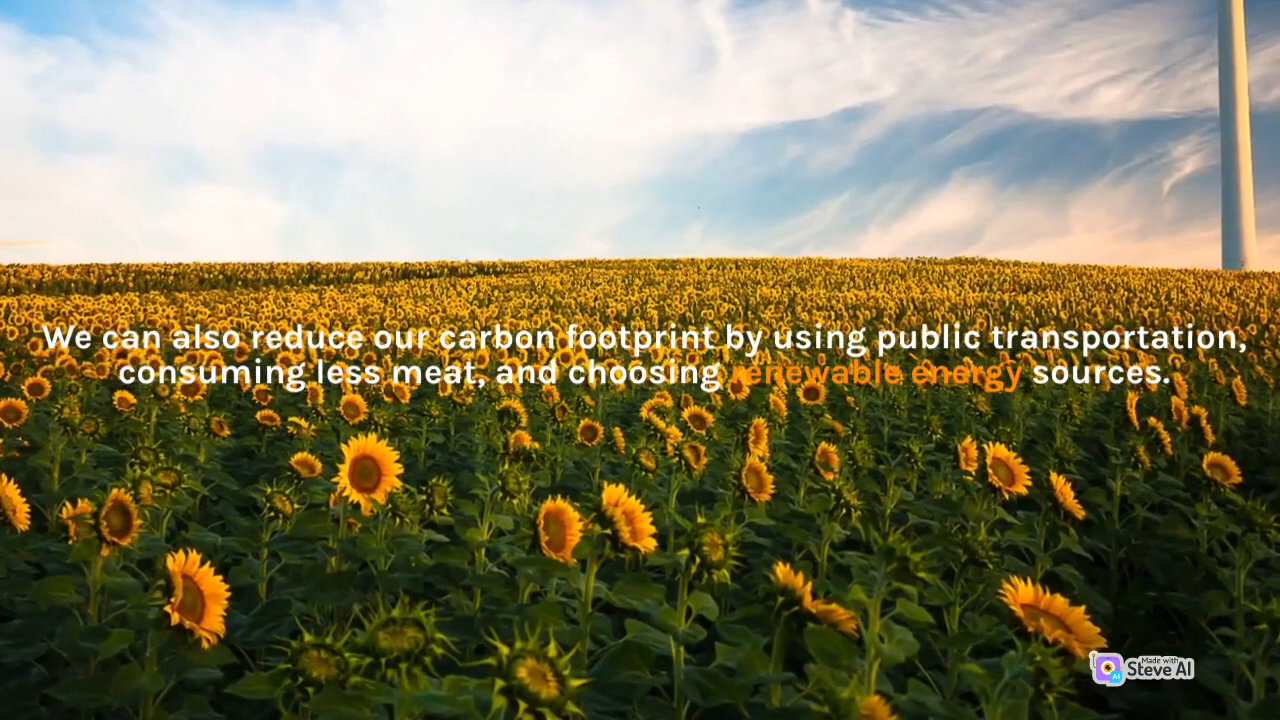 We can also reduce our carbon footprint by using public transportation,
consuming less meat, and choosing renewable energy sources.
Made with
Steve AI
AI